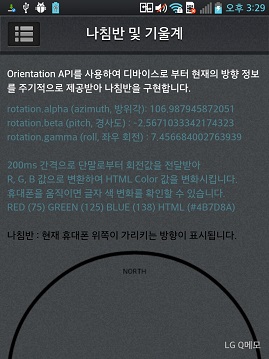 오후 3:29
나침반 및 기울계
Orientation API를 사용하여 디바이스로 부터 현재의 방향 정보
를 주기적으로 제공받아 나침반을 구현합니다.
rotation.alpha (azimuth, 방위각): 106.987945872051
rotation.beta (pitch, 경사도) : -2.5671033342174323
rotation.gamma (roll, 좌우 회전) : 7.456684002763939
200ms 간격으로 단말로부터 회전값을 전달받아
R, G, B 값으로 변환하여 HTML Color 값을 변화시킵니다.
휴대폰을 움직이면 글자 색 변화를 확인할 수 있습니다.
RED (75) GREEN (125) BLUE (138) HTML (#4B7D8A)
나침반 : 현재 휴대폰 위쪽이 가리키는 방향이 표시됩니다.
NORTH
LG Q메모